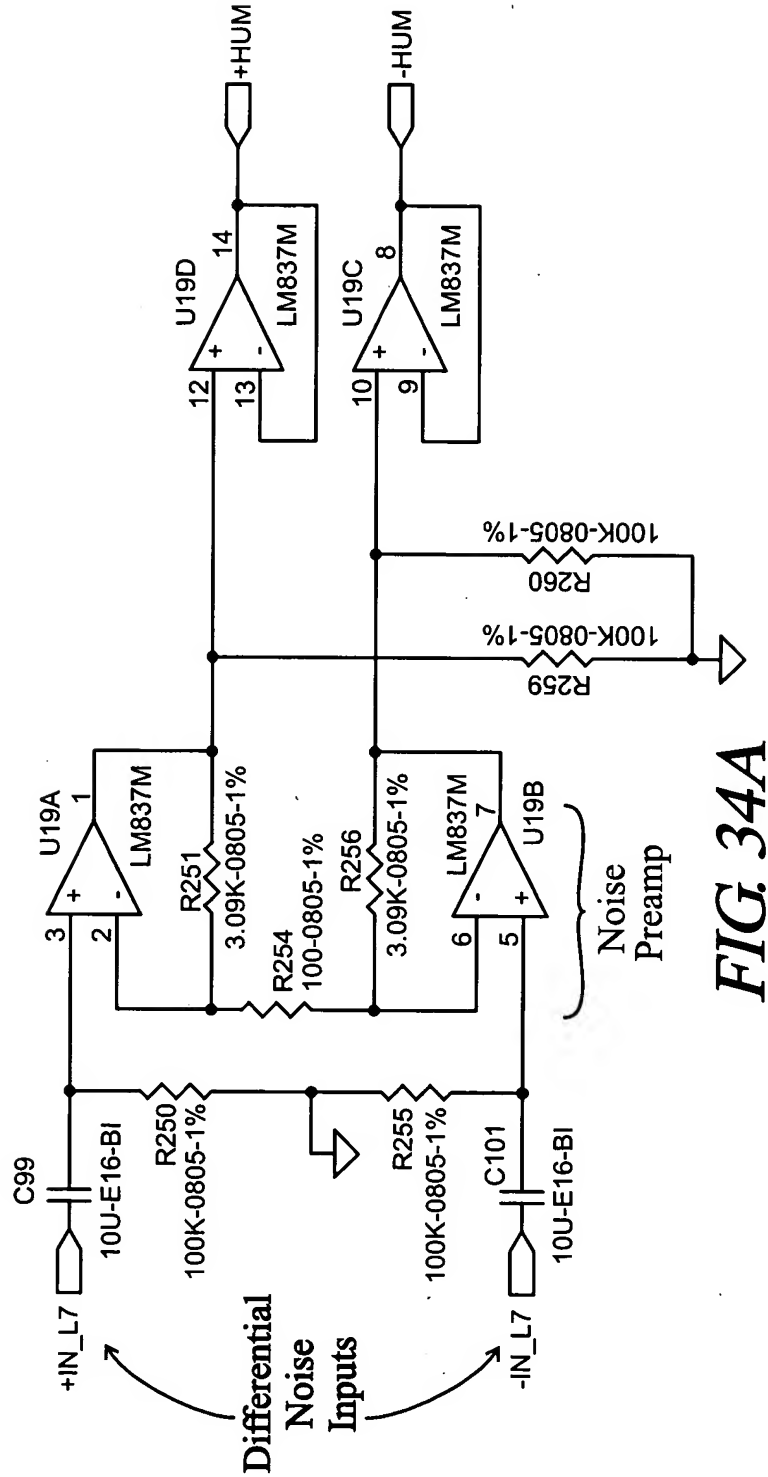 +IN_L7
C99
10U-E16-BI
R250
100K-0805-1%
R255
100K-0805-1%
C101
10U-E16-BI
-IN_L7
Differential
Noise
Inputs
3
2
+
-
1
U19A
LM837M
R251
3.09K-0805-1%
R254
100-0805-1%
R256
3.09K-0805-1%
6
5
-
+
7
LM837M
U19B
Noise
Preamp
R259
100K-0805-1%
R260
100K-0805-1%
12
13
+
-
14
U19D
LM837M
+HUM
10
9
+
-
8
U19C
LM837M
-HUM
FIG. 34A